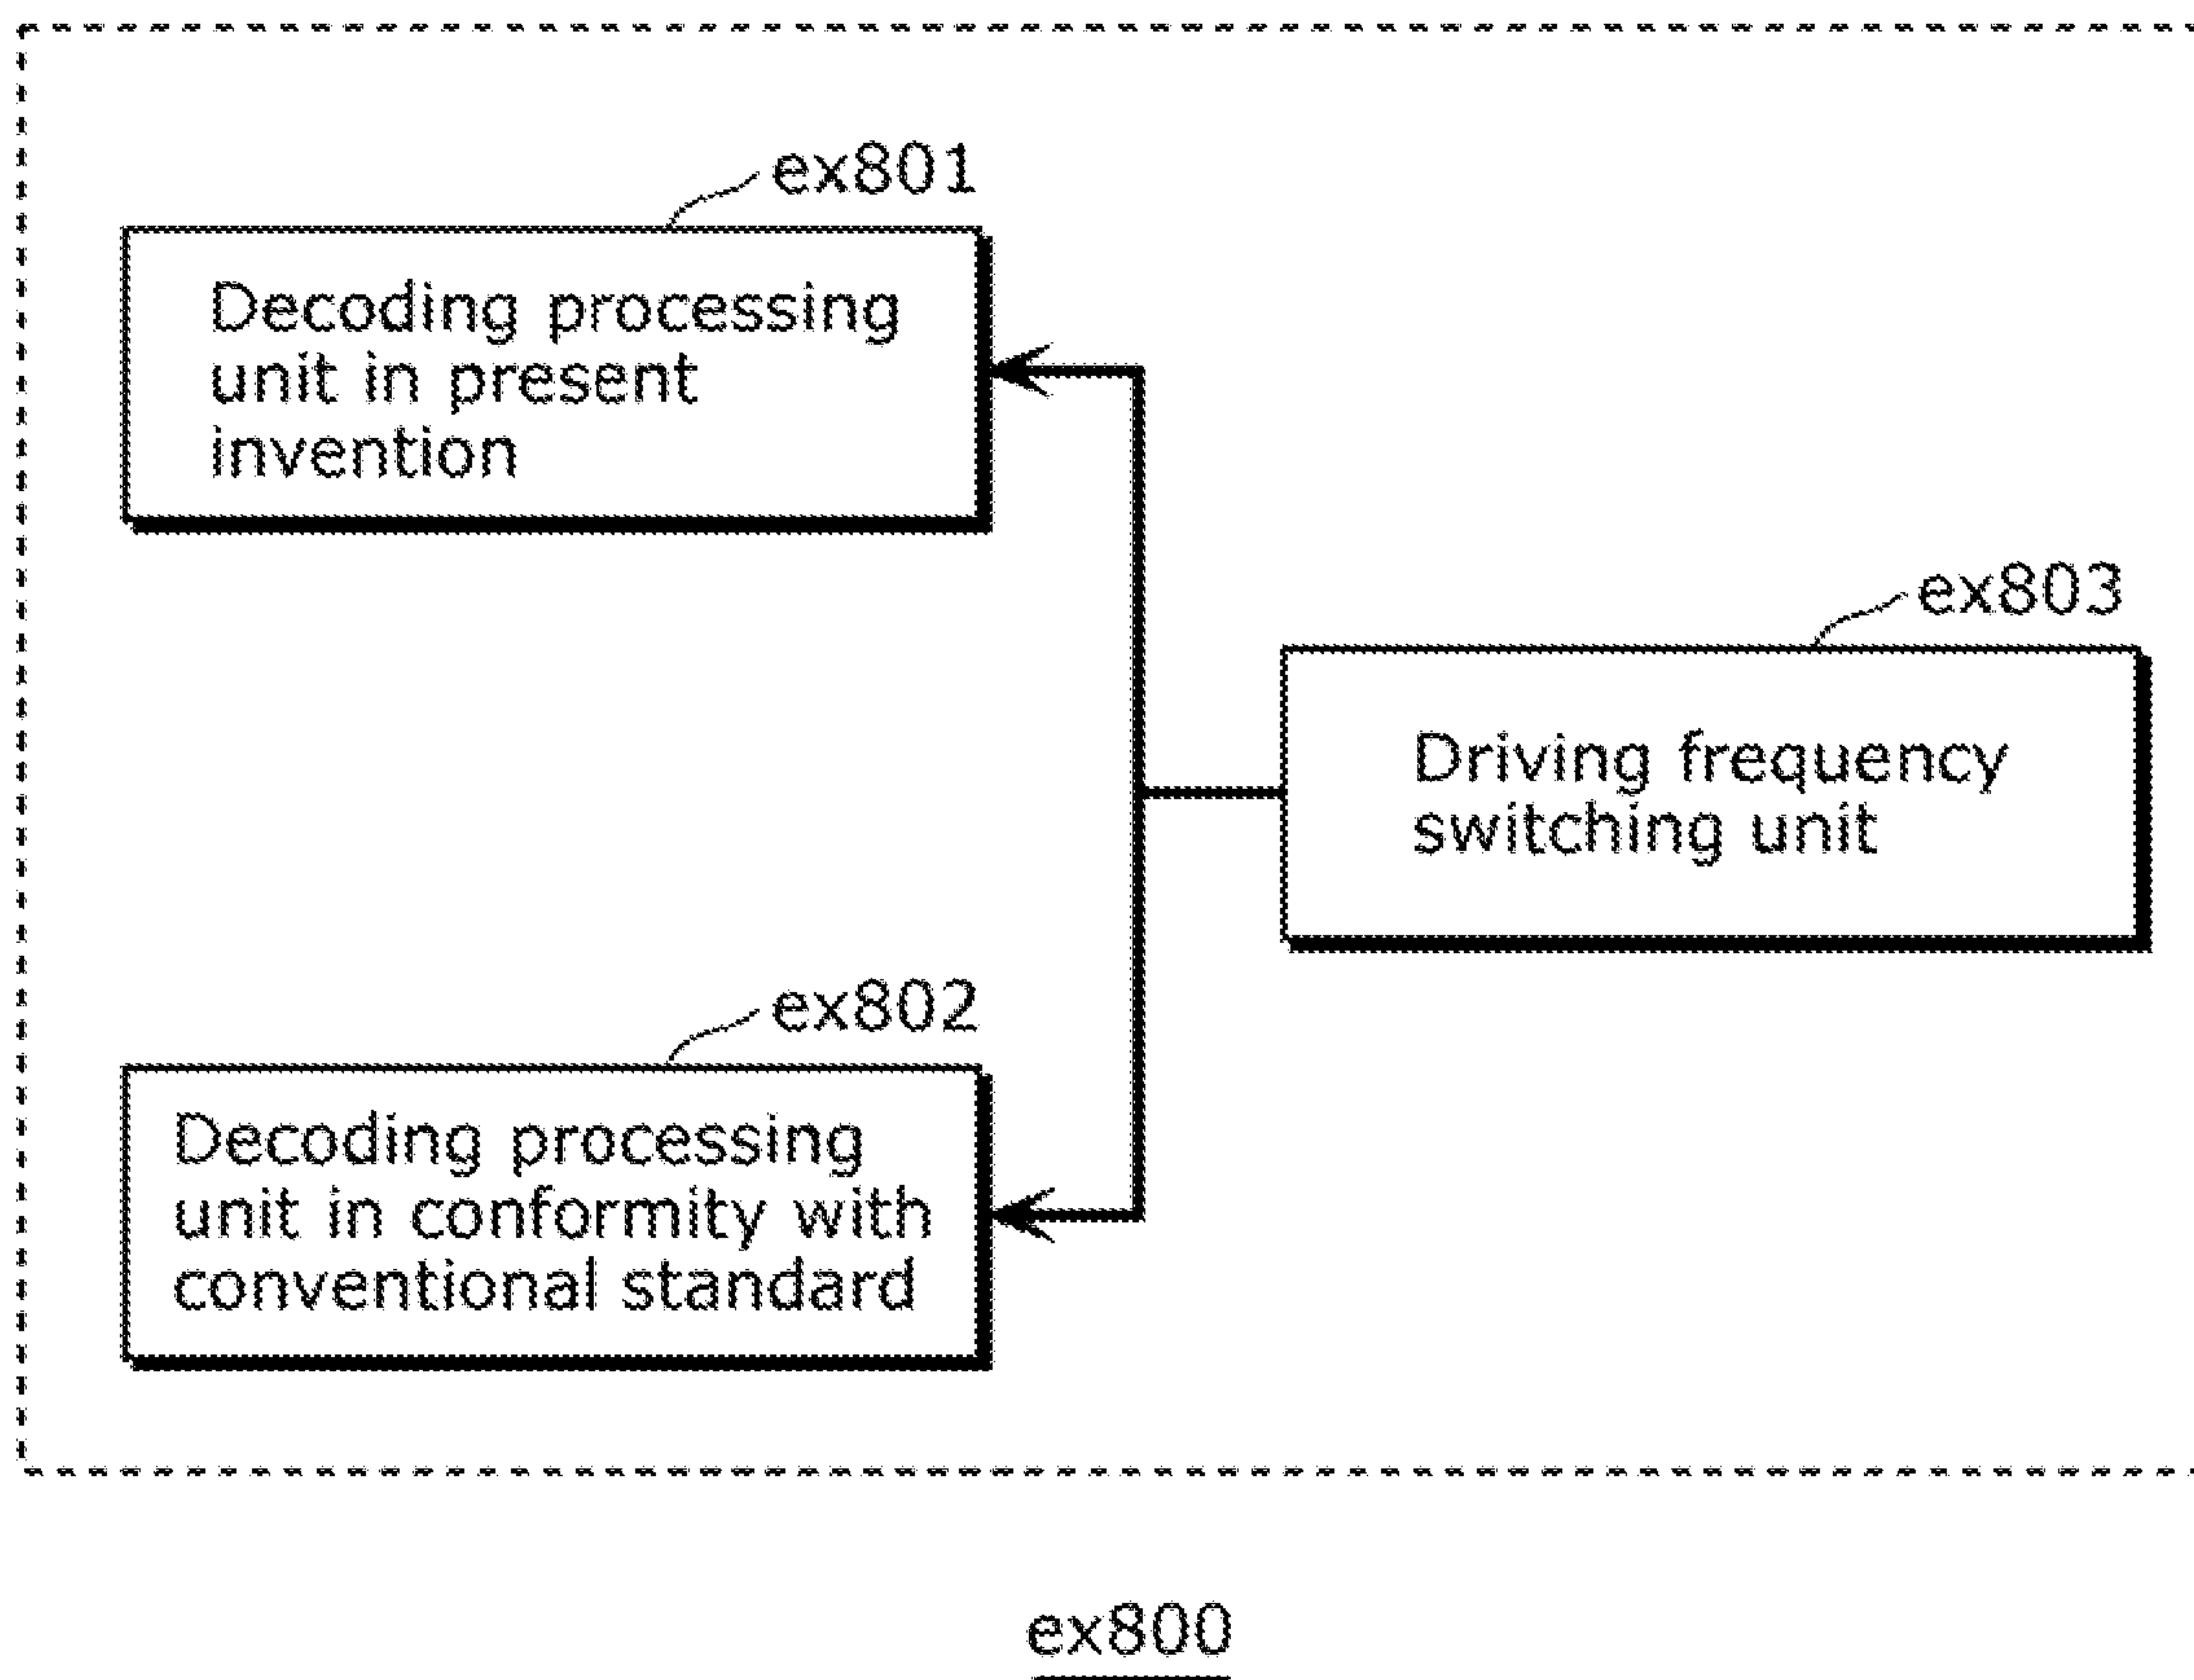 ex801
Decoding processing
unit in present
invention
ex803
Driving frequency
switching unit
ex802
Decoding processing
unit in conformity with
conventional standard
ex800